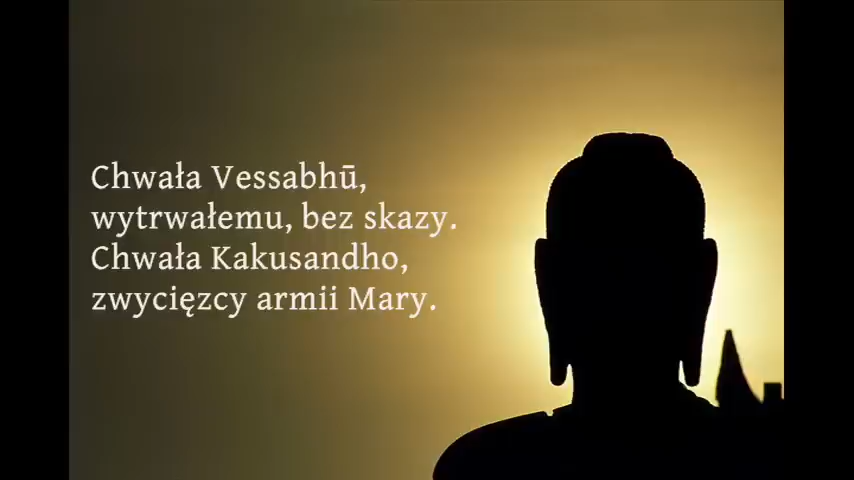 Chwała Vessabhū,
wytrwałemu, bez skazy.
Chwała Kakusandho,
zwycięzcy armii Mary.